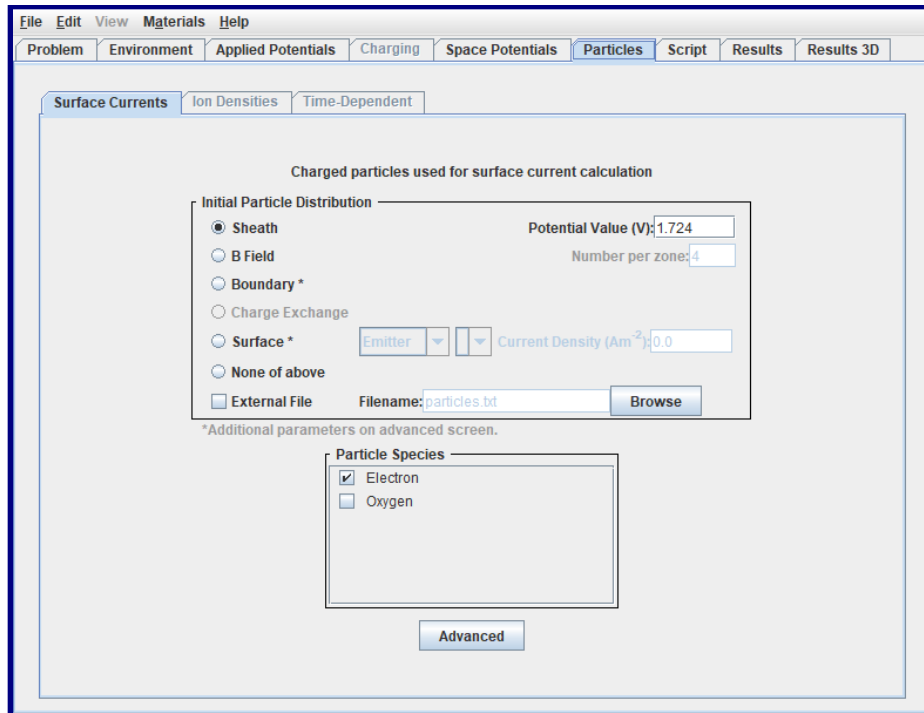 File Edit View Materials Help
Problem Environment Applied Potentials Charging Space Potentials Particles Script Results Results 3D
Surface Currents Ion Densities Time-Dependent
Charged particles used for surface current calculation
Initial Particle Distribution
Sheath Potential Value (V): 1.724
B Field Number per zone: 4
Boundary *
Charge Exchange
Surface * Emitter Current Density (Am⁻²): 0.0
None of above
External File Filename: particles.txt Browse
*Additional parameters on advanced screen.
Particle Species
Electron
Oxygen
Advanced